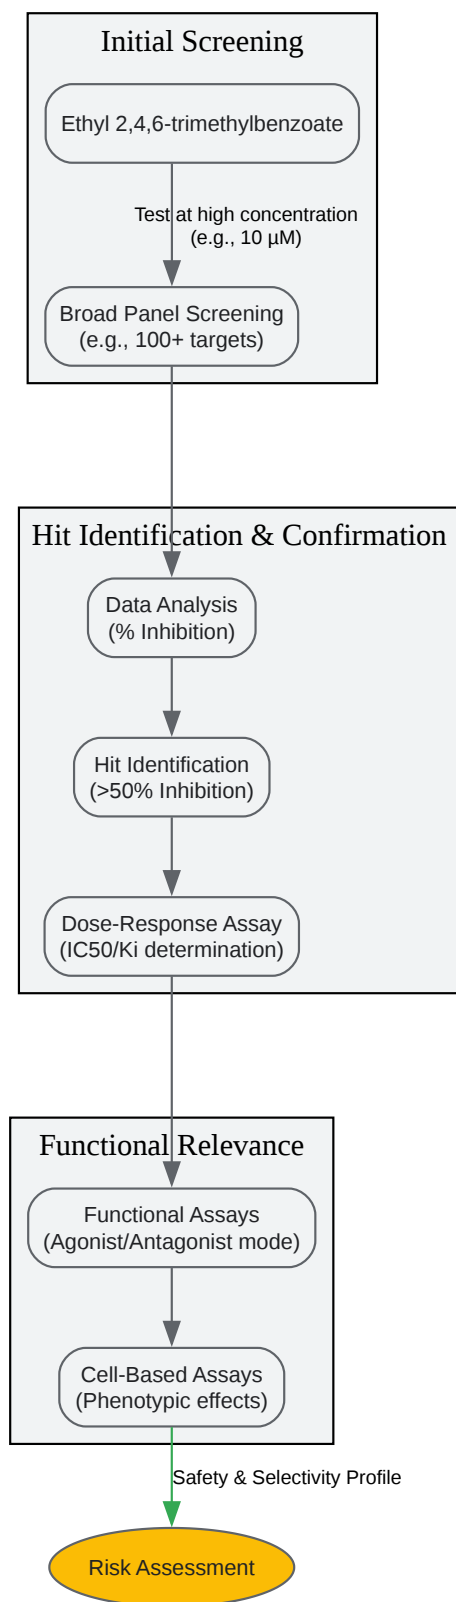 Initial Screening
Ethyl 2,4,6-trimethylbenzoate
Test at high concentration
(e.g., 10 µM)
Broad Panel Screening
(e.g., 100+ targets)
Hit Identification & Confirmation
Data Analysis
(% Inhibition)
Hit Identification
(>50% Inhibition)
Dose-Response Assay
(IC50/Ki determination)
Functional Relevance
Functional Assays
(Agonist/Antagonist mode)
Cell-Based Assays
(Phenotypic effects)
Safety & Selectivity Profile
Risk Assessment